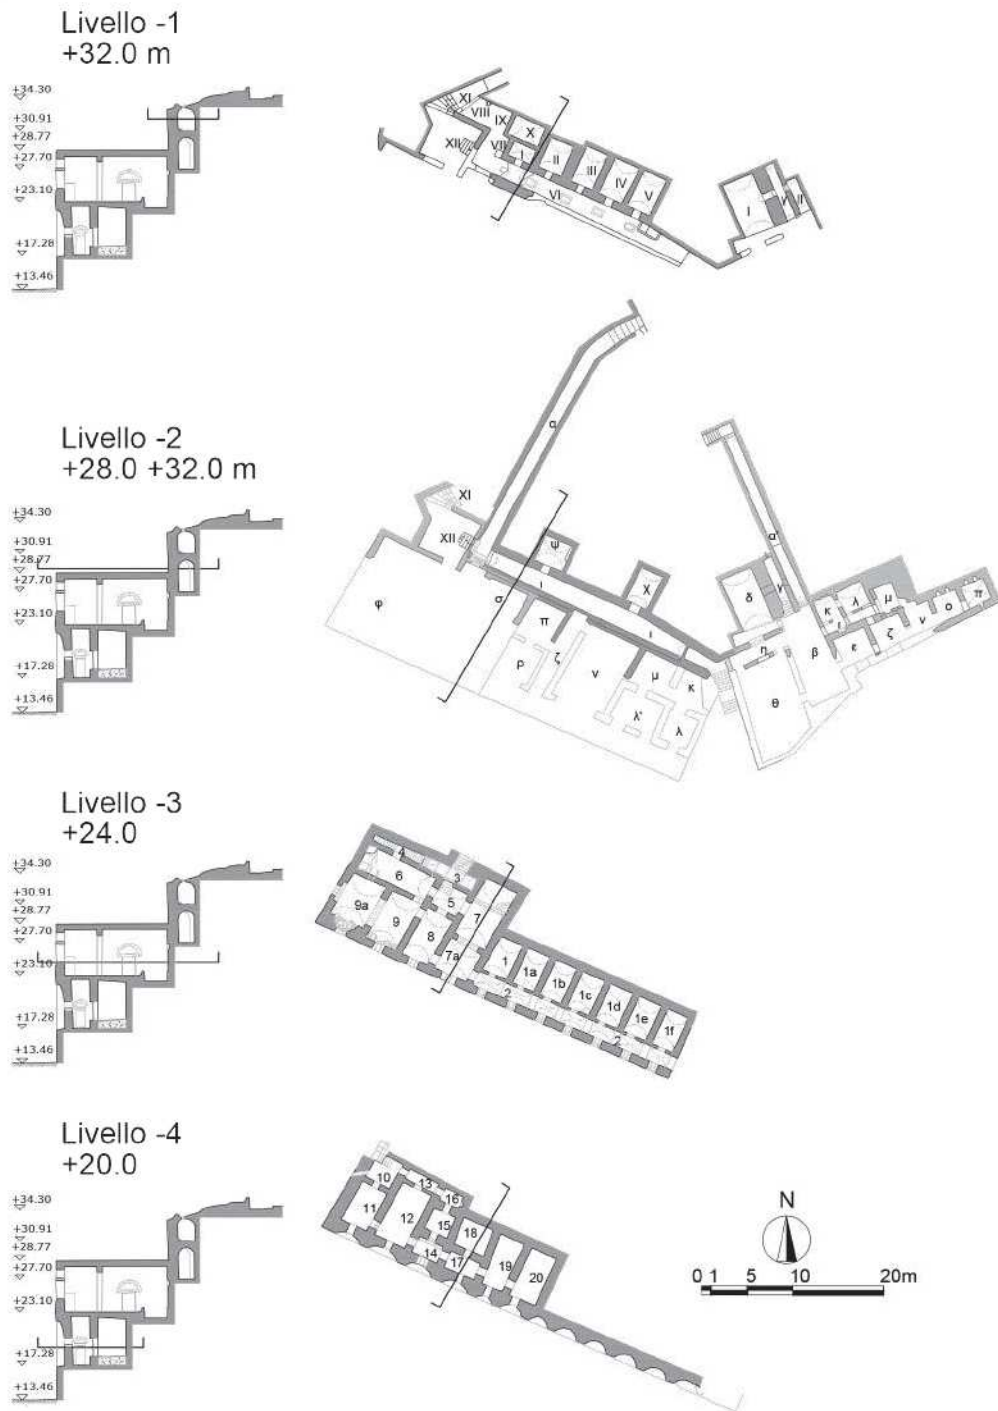 Livello -1
+32.0 m
+34.30
+30.91
+28.77
+27.70
+23.10
+17.28
+13.46
XI
VIII
IX
X
XII
VII
I
II
III
IV
V
VI
I
V
II
Livello -2
+28.0 +32.0 m
+34.30
+30.91
+28.77
+27.70
+23.10
+17.28
+13.46
α
XI
XII
ψ
ι
χ
σ
φ
π
ι
ρ
ζ
ν
μ
κ
λ'
λ
α'
δ
γ
κ
λ
μ
ι
π
ο
ν
ζ
ε
β
η
θ
Livello -3
+24.0
+34.30
+30.91
+28.77
+27.70
+23.10
+17.28
+13.46
4
6
3
5
7
9a
9
8
7a
1
1a
1b
1c
1d
1e
1f
2
2
Livello -4
+20.0
+34.30
+30.91
+28.77
+27.70
+23.10
+17.28
+13.46
10
13
16
11
12
15
18
14
17
19
20
N
0 1 5 10 20m